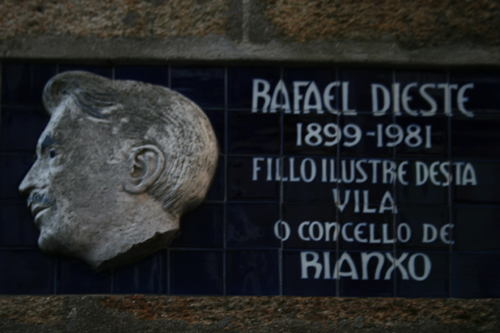 RAFAEL DIESTE
1899-1981
FILLO ILUSTRE DESTA
VILA
O CONCELLO DE
RIANXO